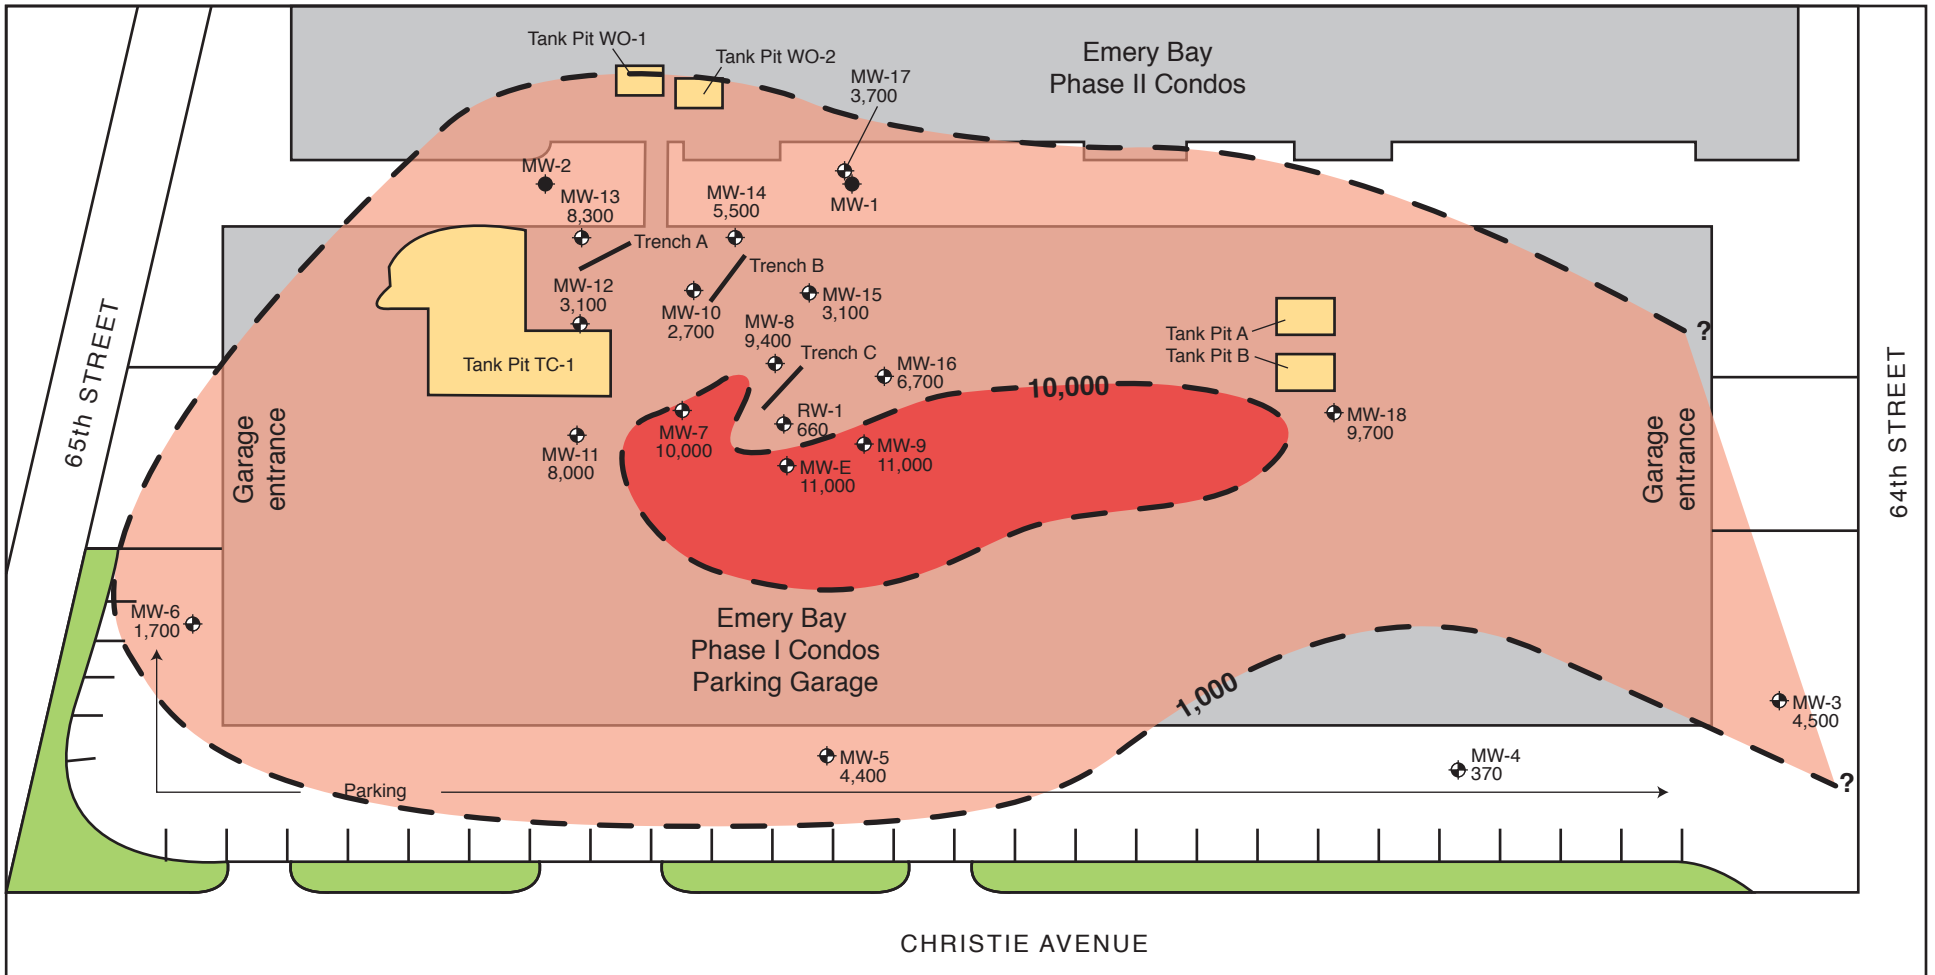 Tank Pit WO-1
Tank Pit WO-2
Emery Bay
Phase II Condos
MW-17
3,700
MW-2
MW-13
8,300
MW-14
5,500
MW-1
Trench A
Trench B
MW-12
3,100
MW-10
2,700
MW-15
3,100
MW-8
9,400
Trench C
MW-16
6,700
Tank Pit A
Tank Pit B
?
Tank Pit TC-1
10,000
65th STREET
64th STREET
Garage
entrance
MW-11
8,000
MW-7
10,000
RW-1
660
MW-9
11,000
MW-E
11,000
MW-18
9,700
Garage
entrance
MW-6
1,700
Emery Bay
Phase I Condos
Parking Garage
1,000
MW-3
4,500
MW-5
4,400
MW-4
370
?
Parking
CHRISTIE AVENUE